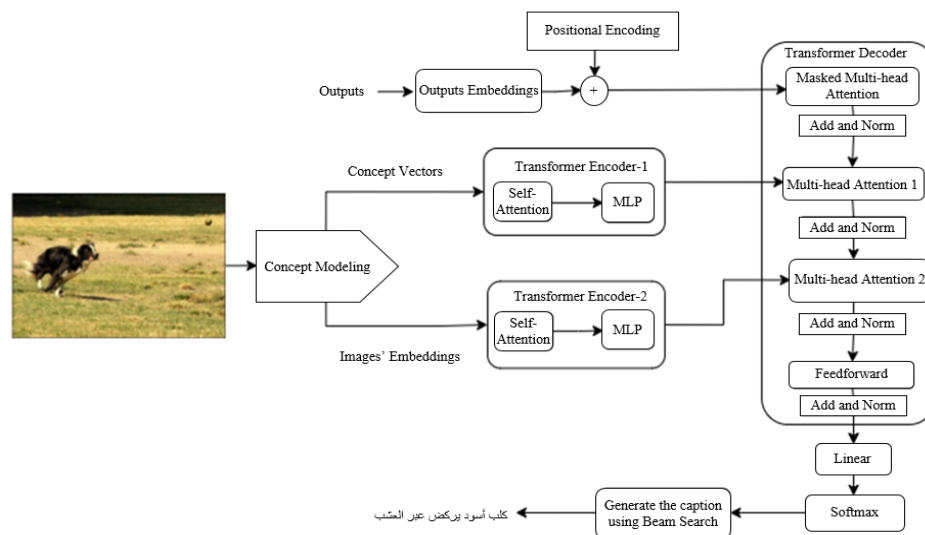 Positional Encoding
Transformer Decoder
Masked Multi-head
Attention
Outputs
Outputs Embeddings
+
Add and Norm
Concept Vectors
Transformer Encoder-1
Self-
Attention
MLP
Multi-head Attention 1
Add and Norm
Concept Modeling
Multi-head Attention 2
Transformer Encoder-2
Self-
Attention
MLP
Images’ Embeddings
Add and Norm
Feedforward
Add and Norm
Linear
Softmax
Generate the caption
using Beam Search
كلب أسود يركض عبر العشب